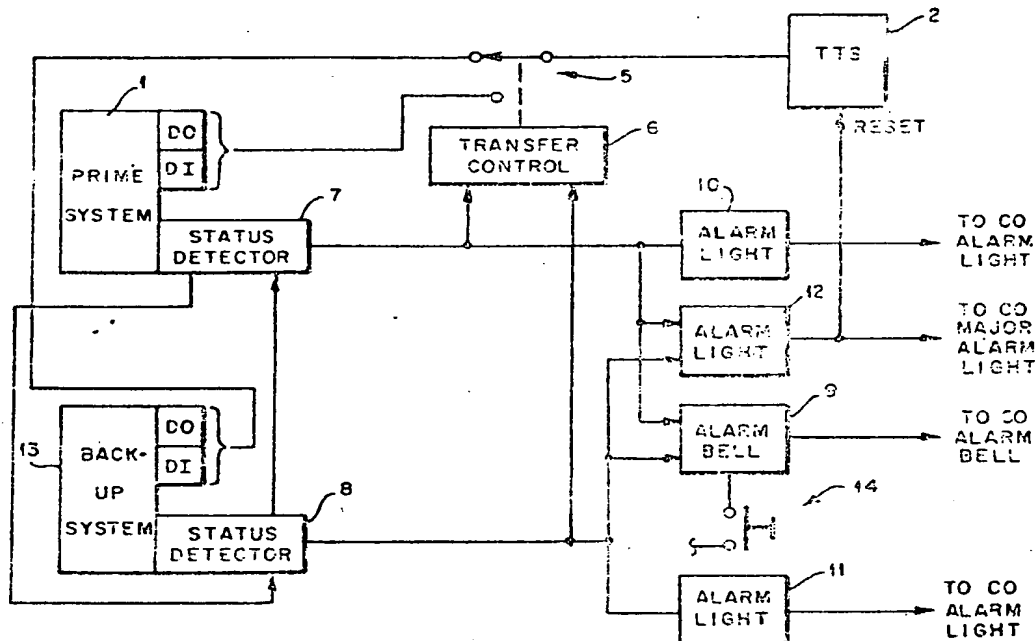 2
TTS
5
1
DO
DI
PRIME
SYSTEM
6
TRANSFER
CONTROL
RESET
7
STATUS
DETECTOR
10
ALARM
LIGHT
TO CO
ALARM
LIGHT
12
ALARM
LIGHT
TO CO
MAJOR
ALARM
LIGHT
9
ALARM
BELL
TO CO
ALARM
BELL
13
DO
DI
BACK-
UP
SYSTEM
8
STATUS
DETECTOR
14
11
ALARM
LIGHT
TO CO
ALARM
LIGHT